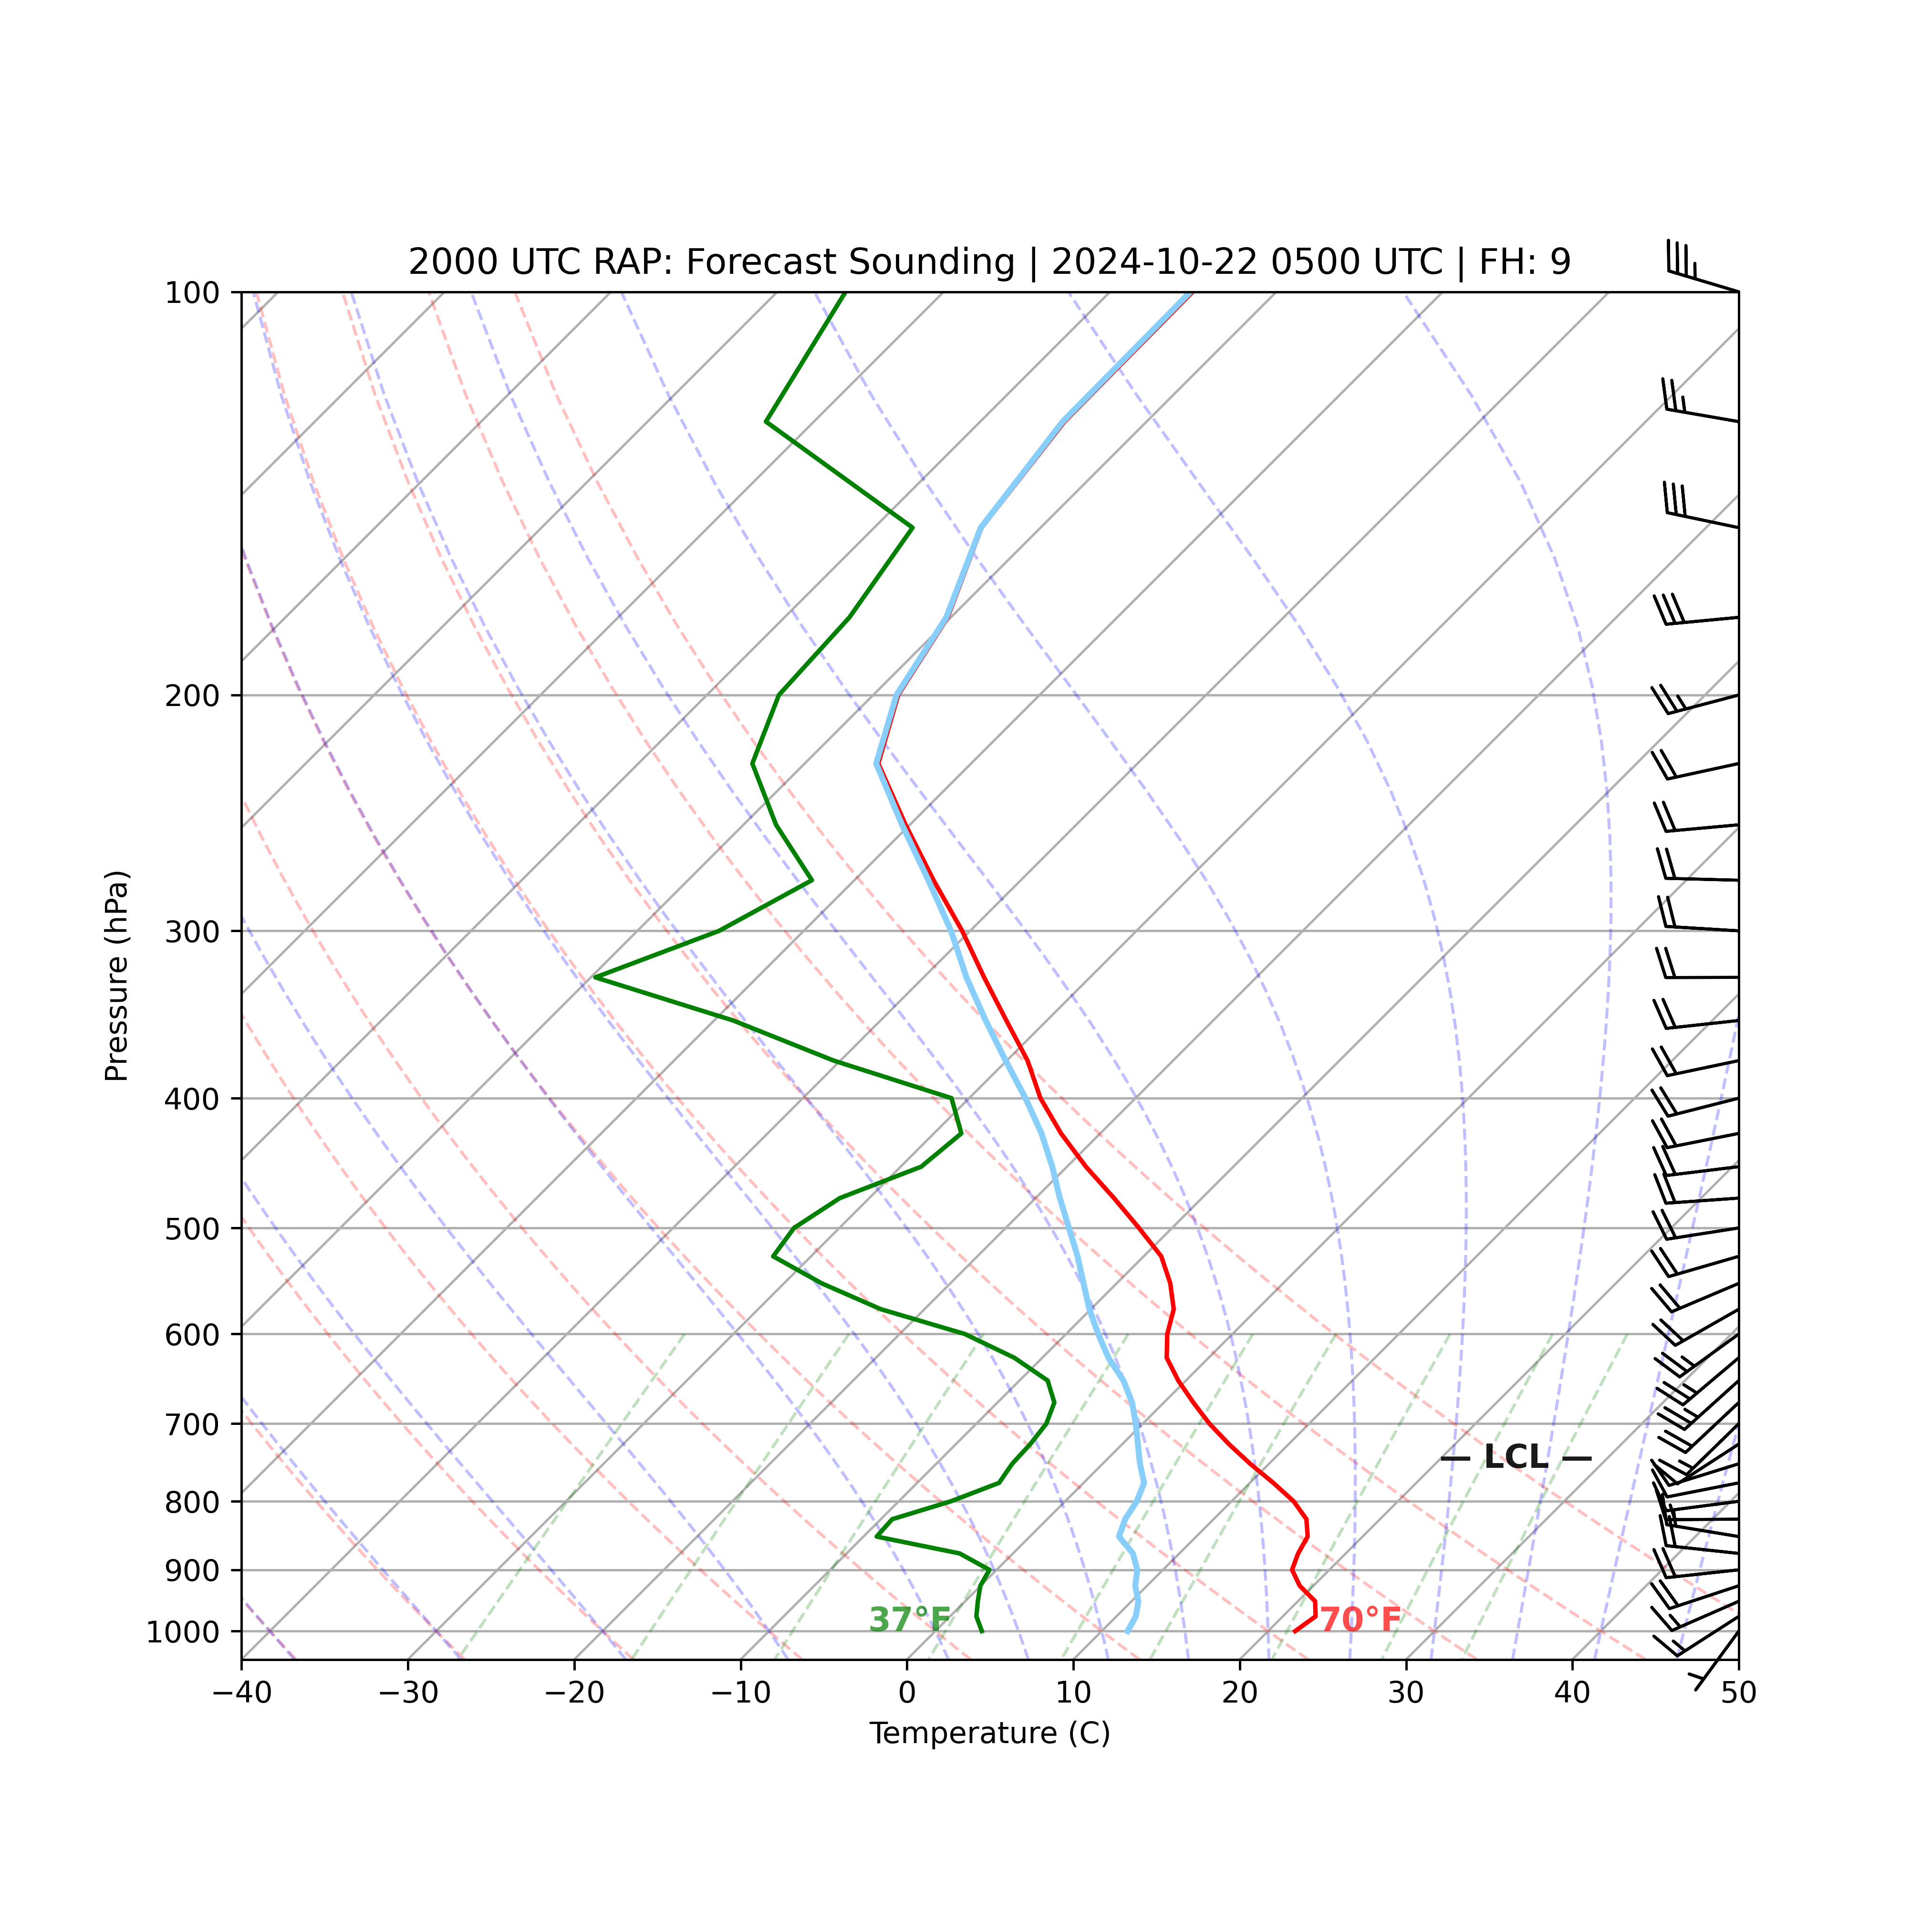 2000 UTC RAP: Forecast Sounding | 2024-10-22 0500 UTC | FH: 9
100
200
300
400
500
600
700
800
900
1000
Pressure (hPa)
— LCL —
37°F
70°F
−40 −30 −20 −10 0 10 20 30 40 50
Temperature (C)